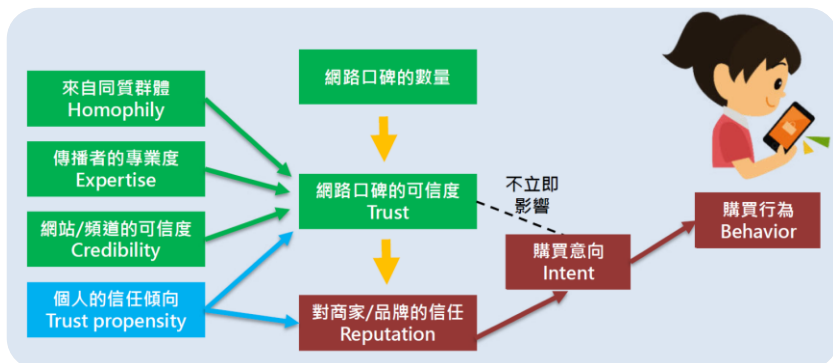 來自同質群體
Homophily
傳播者的專業度
Expertise
網站/頻道的可信度
Credibility
個人的信任傾向
Trust propensity
網路口碑的數量
網路口碑的可信度
Trust
對商家/品牌的信任
Reputation
不立即
影響
購買意向
Intent
購買行為
Behavior